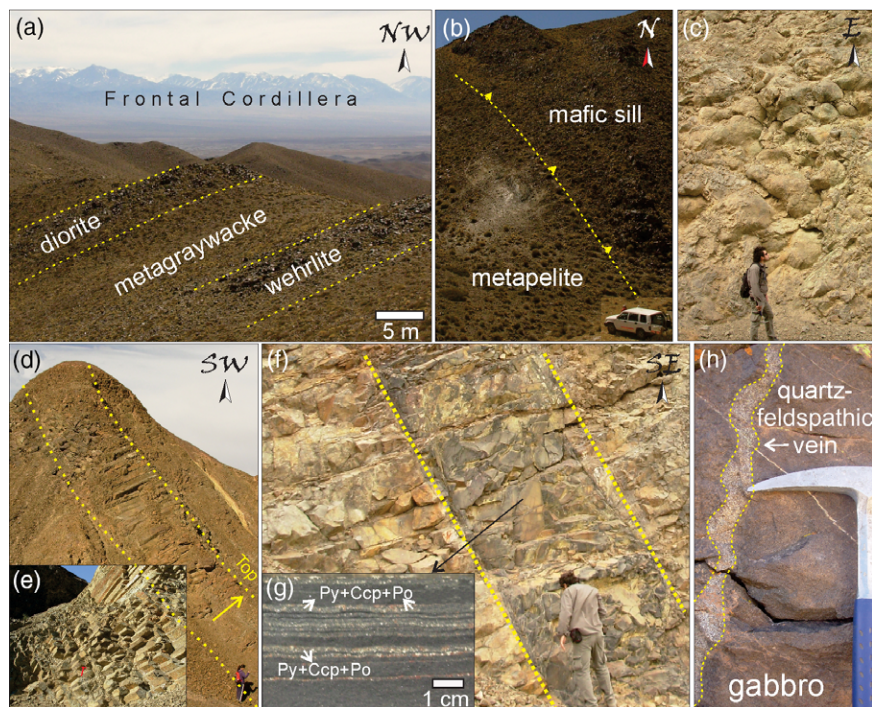 (a)
NW
Frontal Cordillera
diorite
metagraywacke
wehrlite
5 m
(b)
N
mafic sill
metapelite
(c)
E
(d)
SW
Top
(e)
(f)
SE
(g)
Py+Ccp+Po
Py+Ccp+Po
1 cm
(h)
quartz-
feldspathic
vein
gabbro